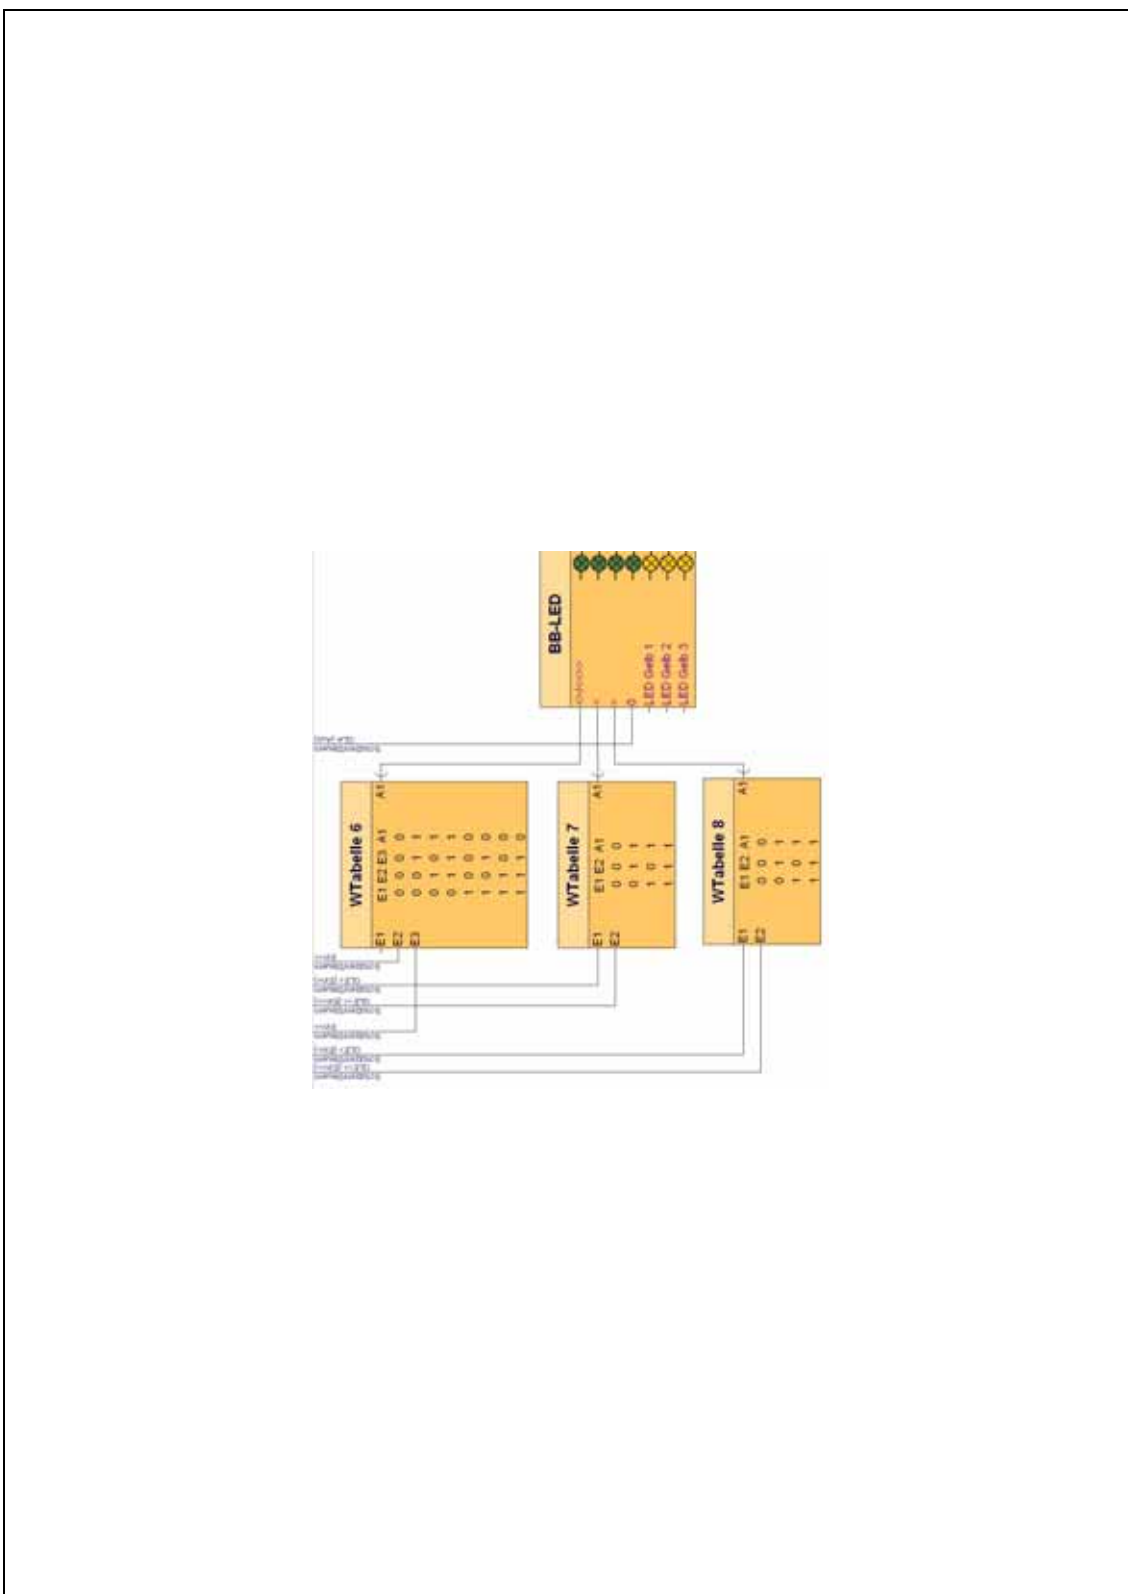 WTabelle 6
E1 E1 E2 E3 A1 A1
E2 0 0 0 0
E3 0 0 1 1
0 1 0 1
0 1 1 1
1 0 0 0
1 0 1 0
1 1 0 0
1 1 1 0
WTabelle 7
E1 E1 E2 A1 A1
E2 0 0 0
0 1 1
1 0 1
1 1 1
WTabelle 8
E1 E1 E2 A1 A1
E2 0 0 0
0 1 1
1 0 1
1 1 1
BB-LED
0
LED Gelb 1
LED Gelb 2
LED Gelb 3